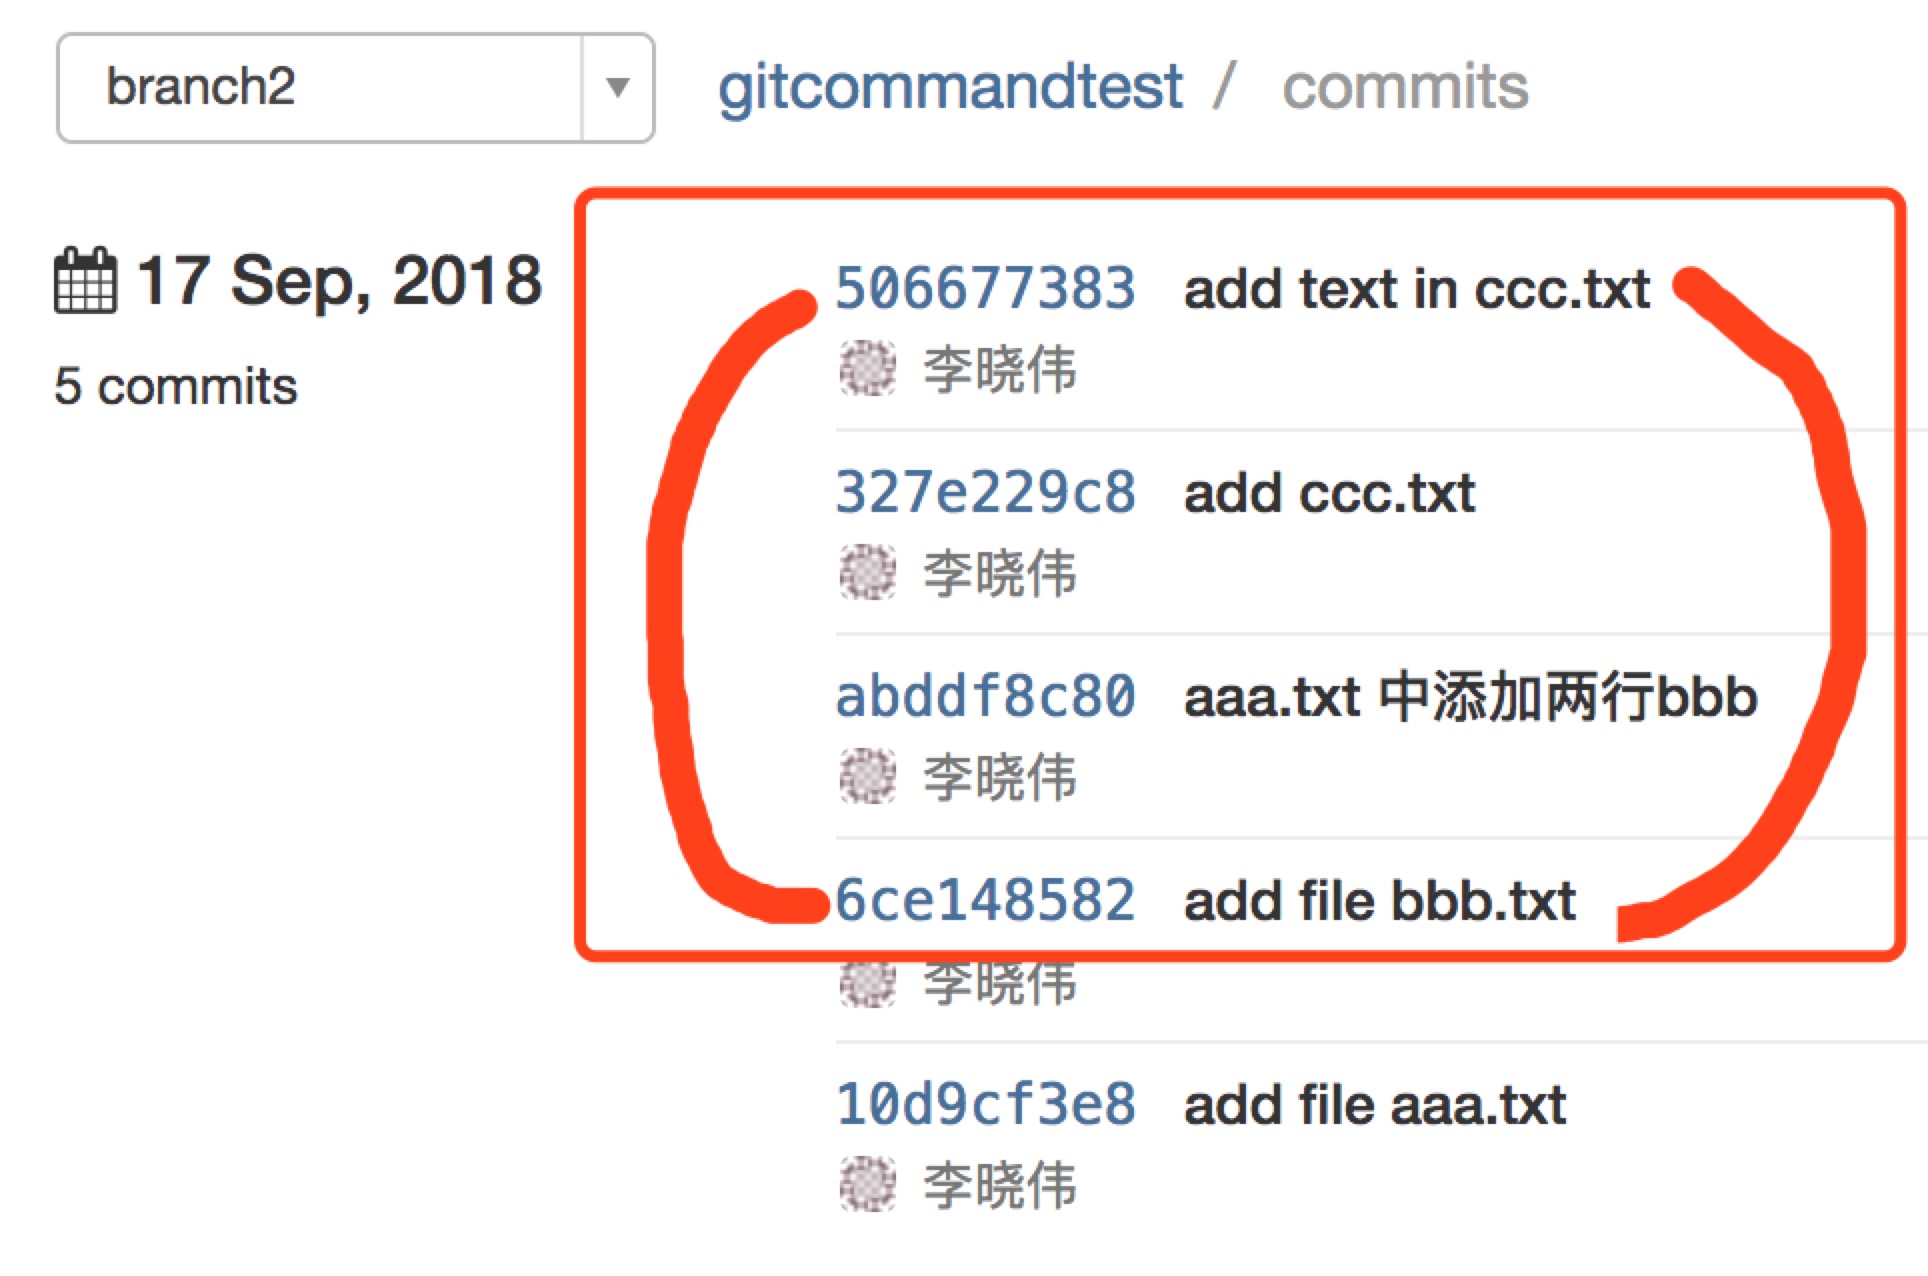 branch2
gitcommandtest / commits
17 Sep, 2018
5 commits
506677383 add text in ccc.txt
李晓伟
327e229c8 add ccc.txt
李晓伟
abddf8c80 aaa.txt 中添加两行bbb
李晓伟
6ce148582 add file bbb.txt
李晓伟
10d9cf3e8 add file aaa.txt
李晓伟